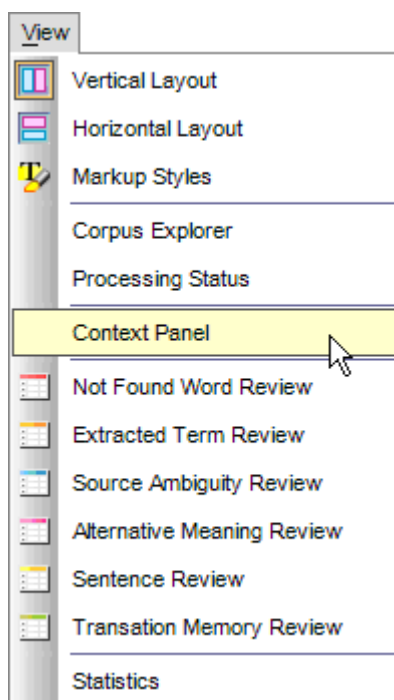 View
Vertical Layout
Horizontal Layout
Markup Styles
Corpus Explorer
Processing Status
Context Panel
Not Found Word Review
Extracted Term Review
Source Ambiguity Review
Alternative Meaning Review
Sentence Review
Transation Memory Review
Statistics